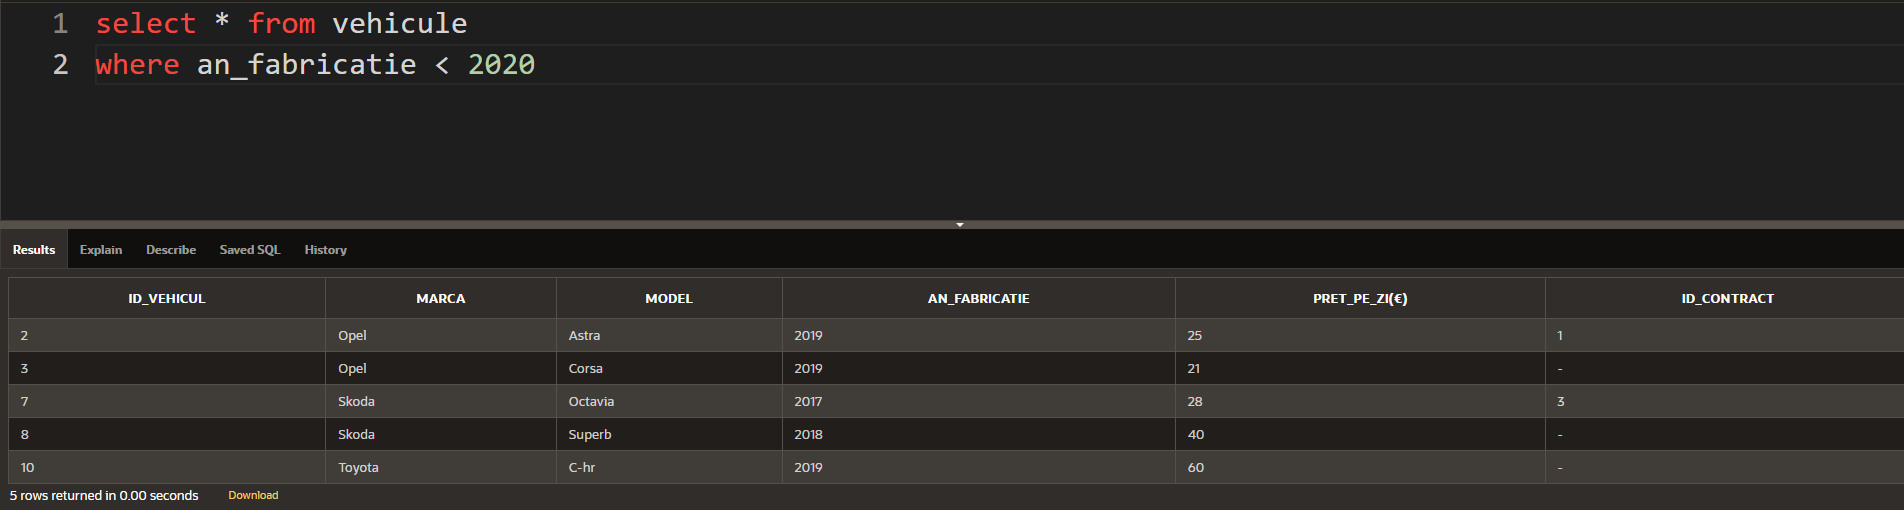 1 select * from vehicule
2 where an_fabricatie < 2020
Results Explain Describe Saved SQL History
ID_VEHICUL MARCA MODEL AN_FABRICATIE PRET_PE_ZI(€) ID_CONTRACT
2 Opel Astra 2019 25 1
3 Opel Corsa 2019 21 -
7 Skoda Octavia 2017 28 3
8 Skoda Superb 2018 40 -
10 Toyota C-hr 2019 60 -
5 rows returned in 0.00 seconds Download